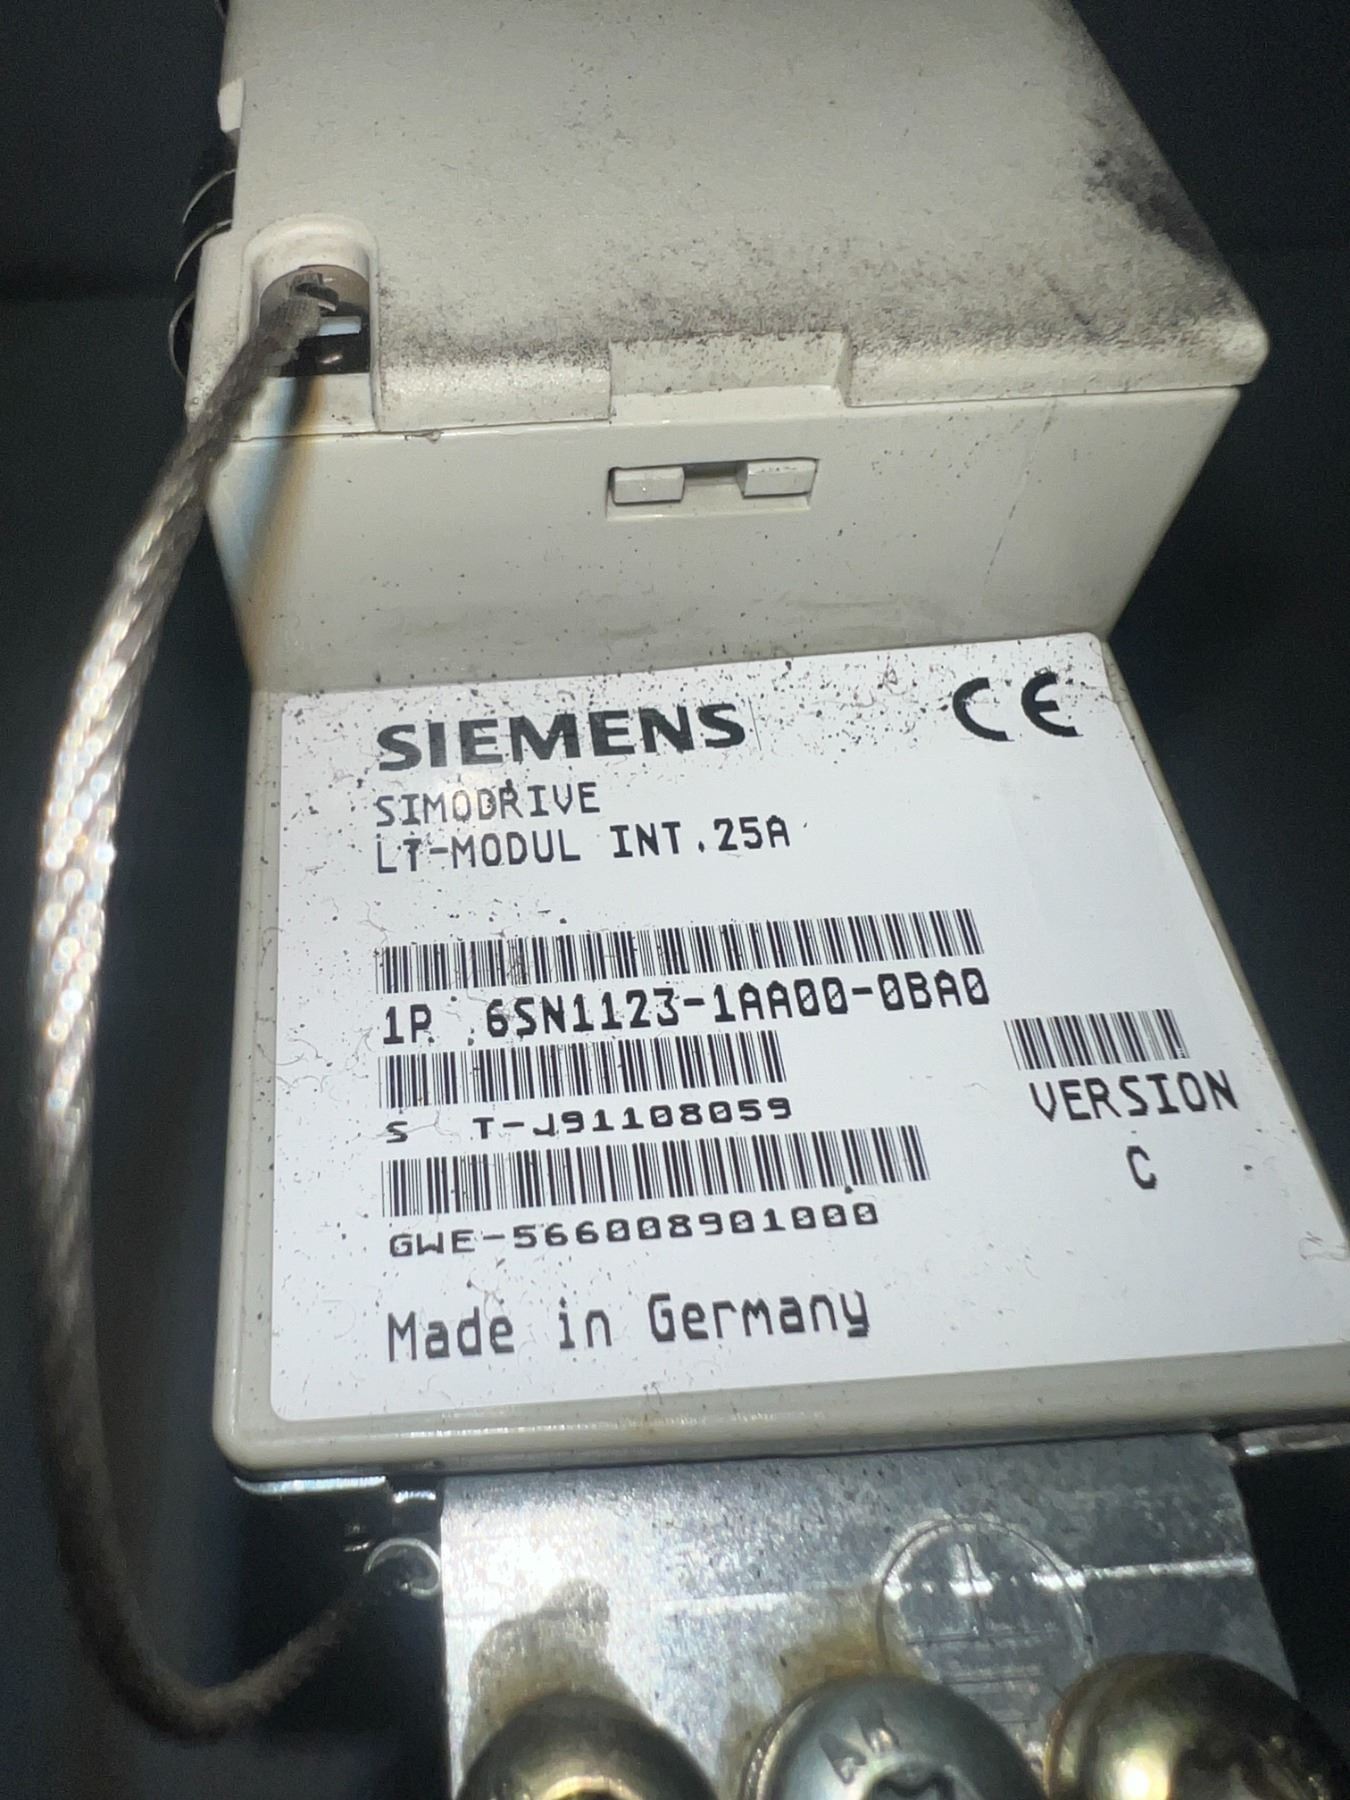 SIEMENS
CE
SIMODRIVE
LT-MODUL INT.25A
1P 6SN1123-1AA00-0BA0
S T-J91108059
VERSION
C
GWE-566008901000
Made in Germany